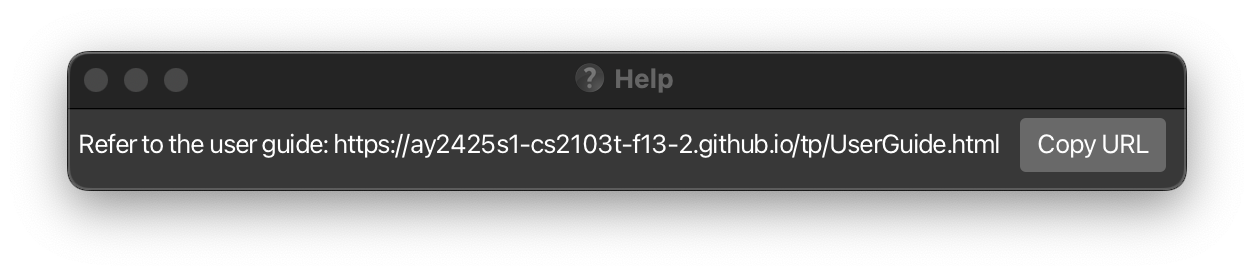 ? Help
Refer to the user guide: https://ay2425s1-cs2103t-f13-2.github.io/tp/UserGuide.html
Copy URL